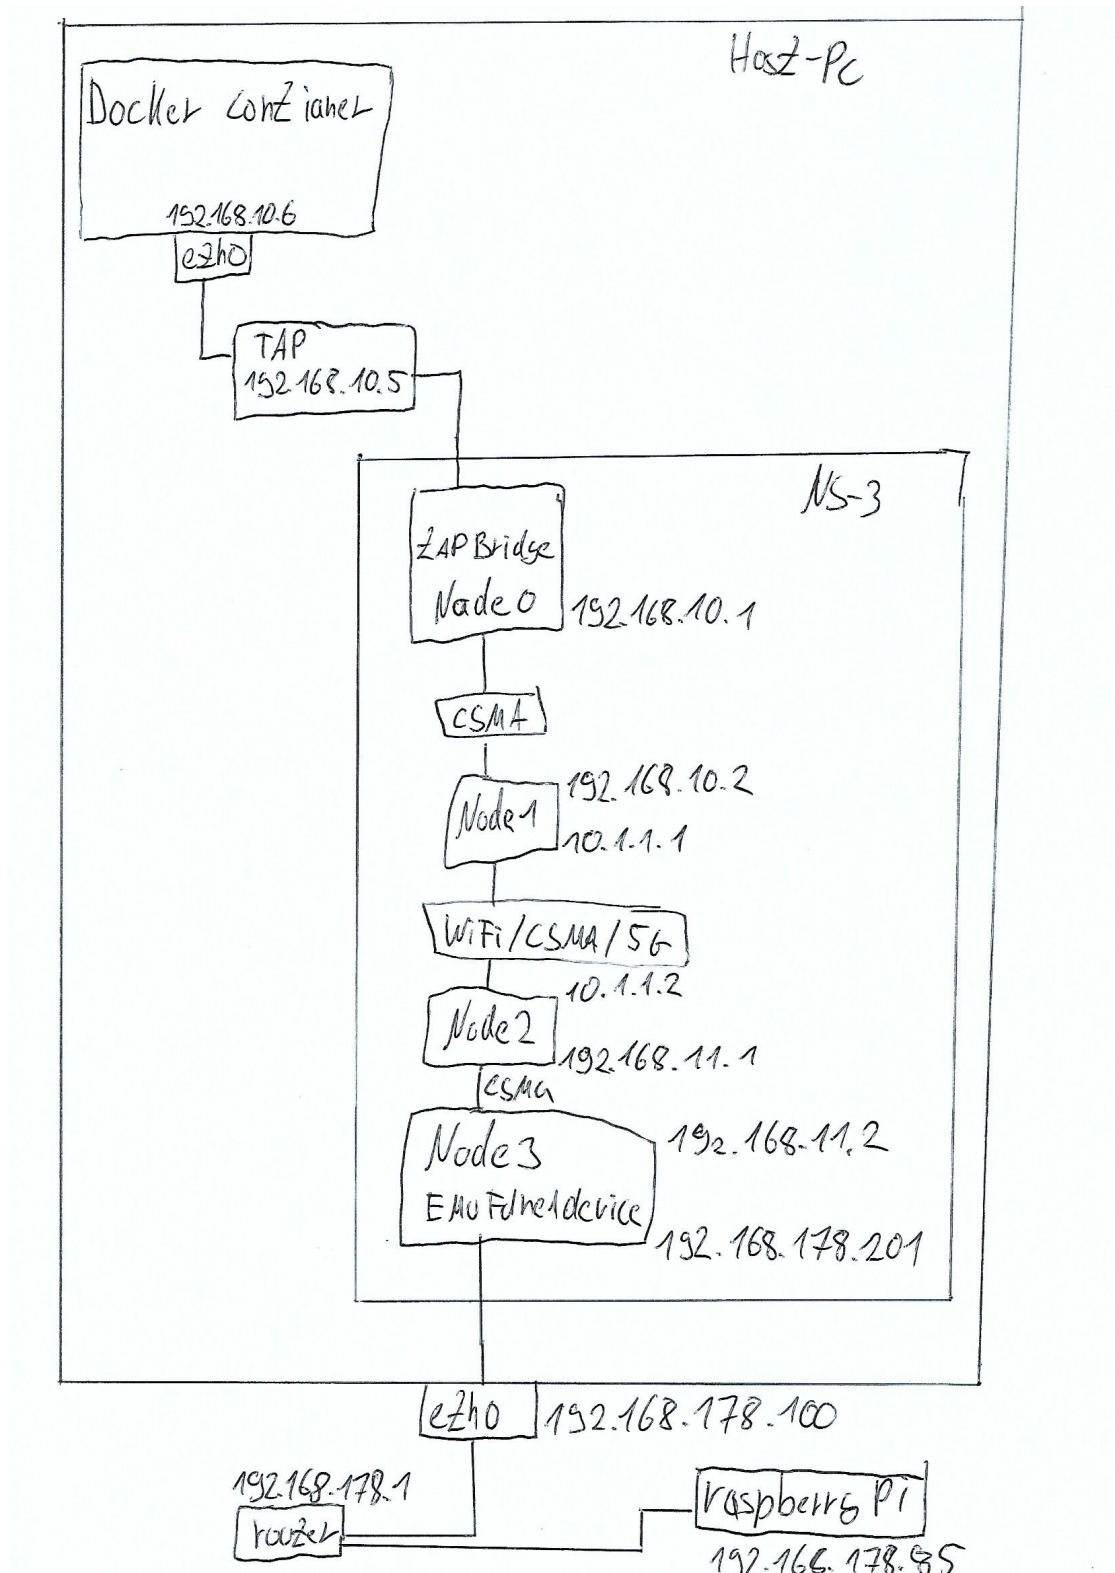 Host-PC
Docker contianer
192.168.10.6
eth0
TAP
192.168.10.5
NS-3
TAP Bridge
Node 0
192.168.10.1
CSMA
192.168.10.2
Node 1
10.1.1.1
WiFi/CSMA/5G
10.1.1.2
Node 2
192.168.11.1
CSMA
Node 3
192.168.11.2
EMU Fdnetdevice
192.168.178.201
eth0
192.168.178.100
192.168.178.1
router
raspberry Pi
192.168.178.85